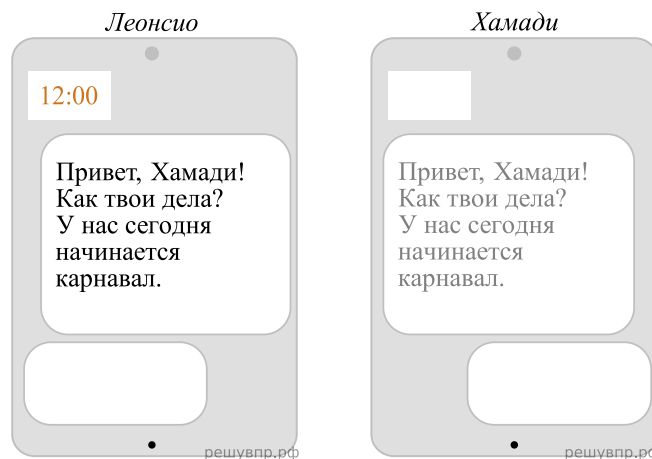 Леонсио
12:00
Привет, Хамади!
Как твои дела?
У нас сегодня
начинается
карнавал.
решувпр.рф
Хамади
Привет, Хамади!
Как твои дела?
У нас сегодня
начинается
карнавал.
решувпр.рф